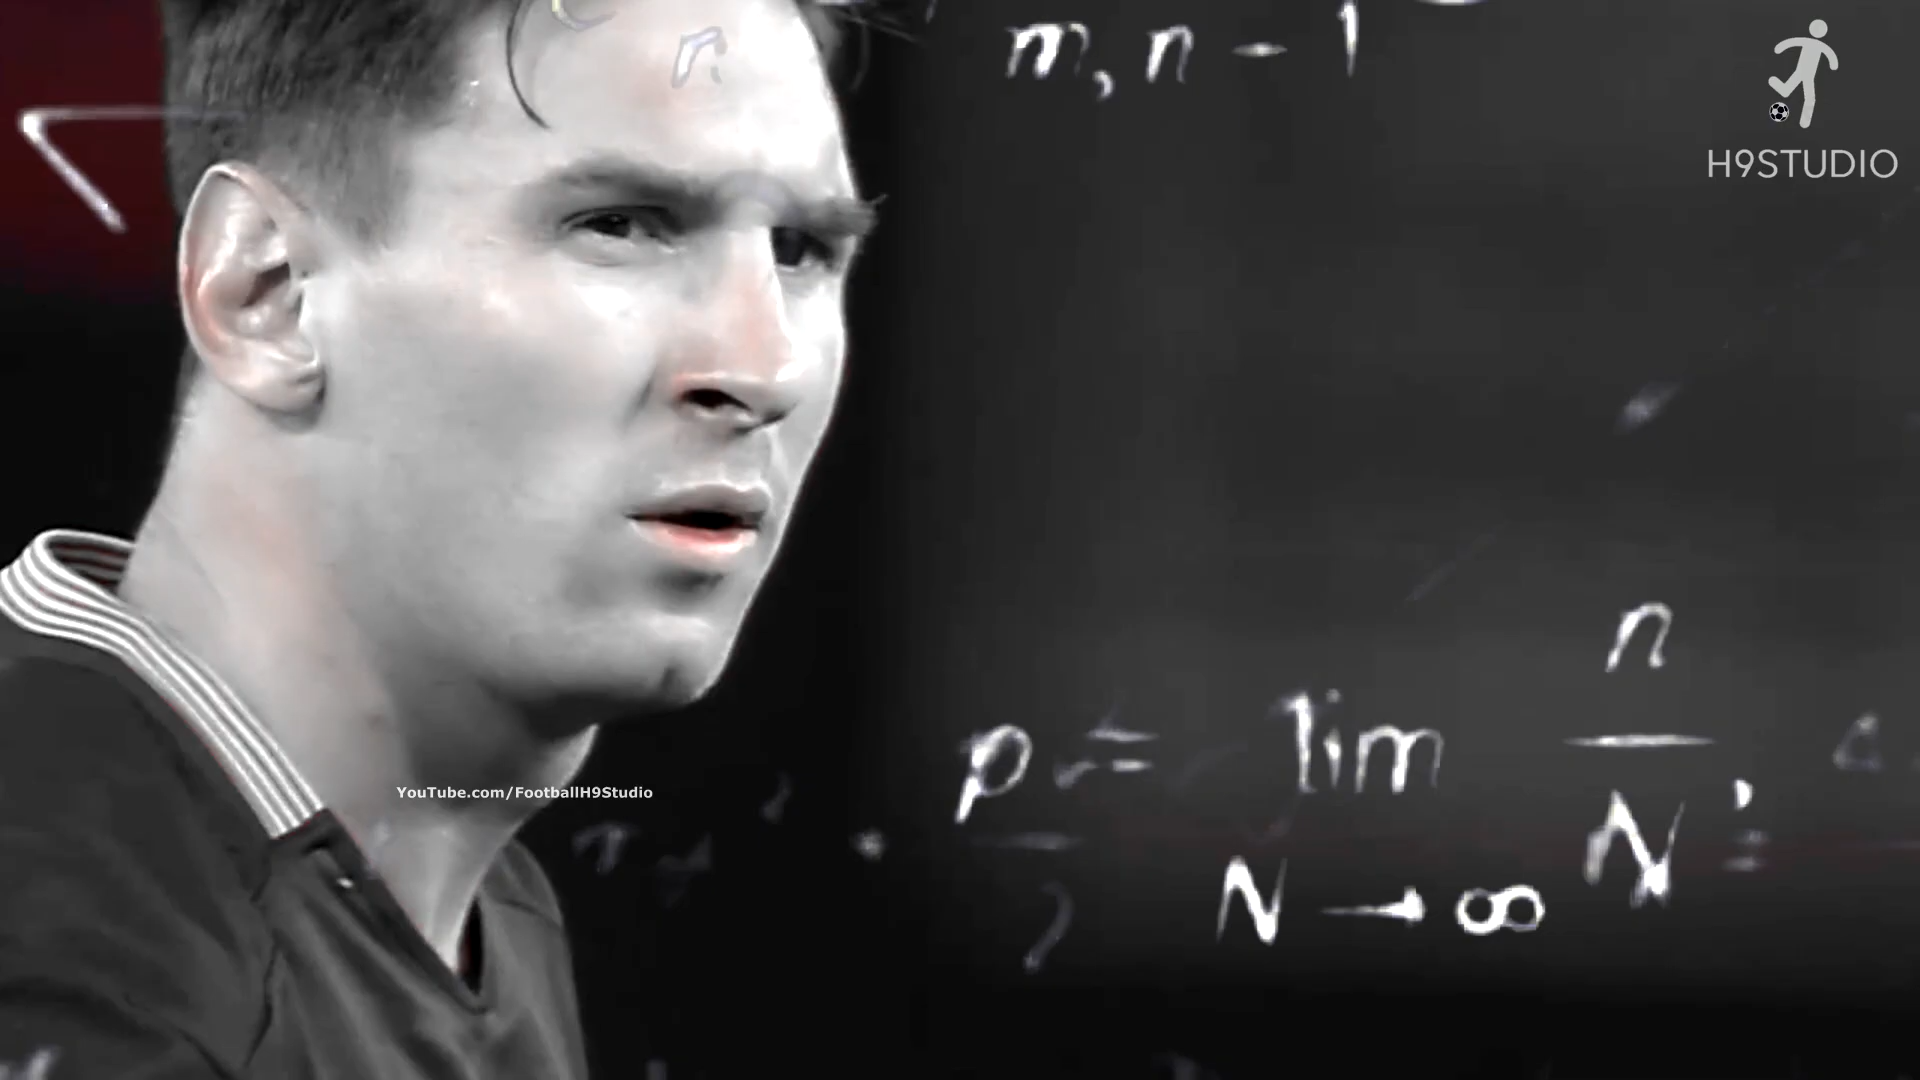 n
m, n - 1
H9STUDIO
p = lim n
N → ∞ N
YouTube.com/FootballH9Studio